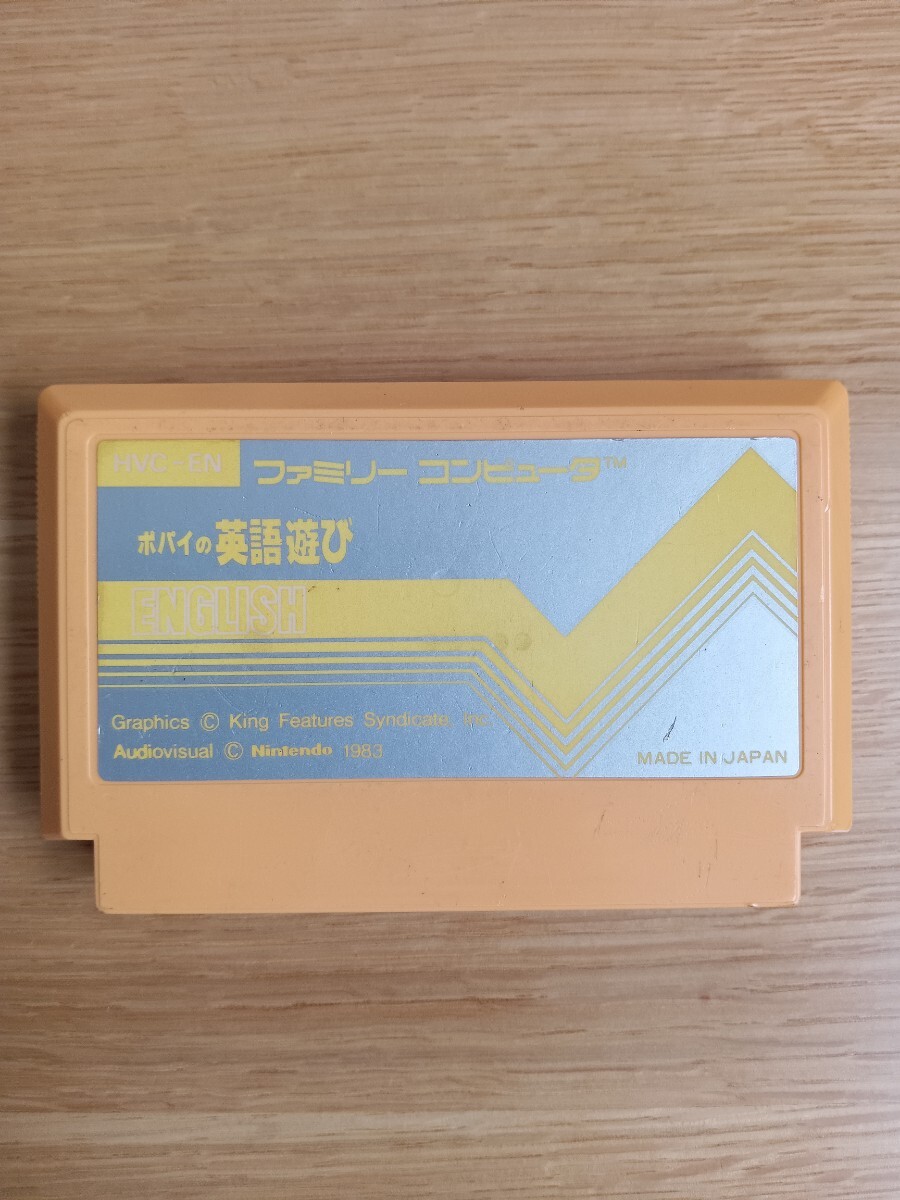 HVC-EN
ファミリー コンピュータ™
ポパイの英語遊び
ENGLISH
Graphics © King Features Syndicate, Inc.
Audiovisual © Nintendo 1983
MADE IN JAPAN